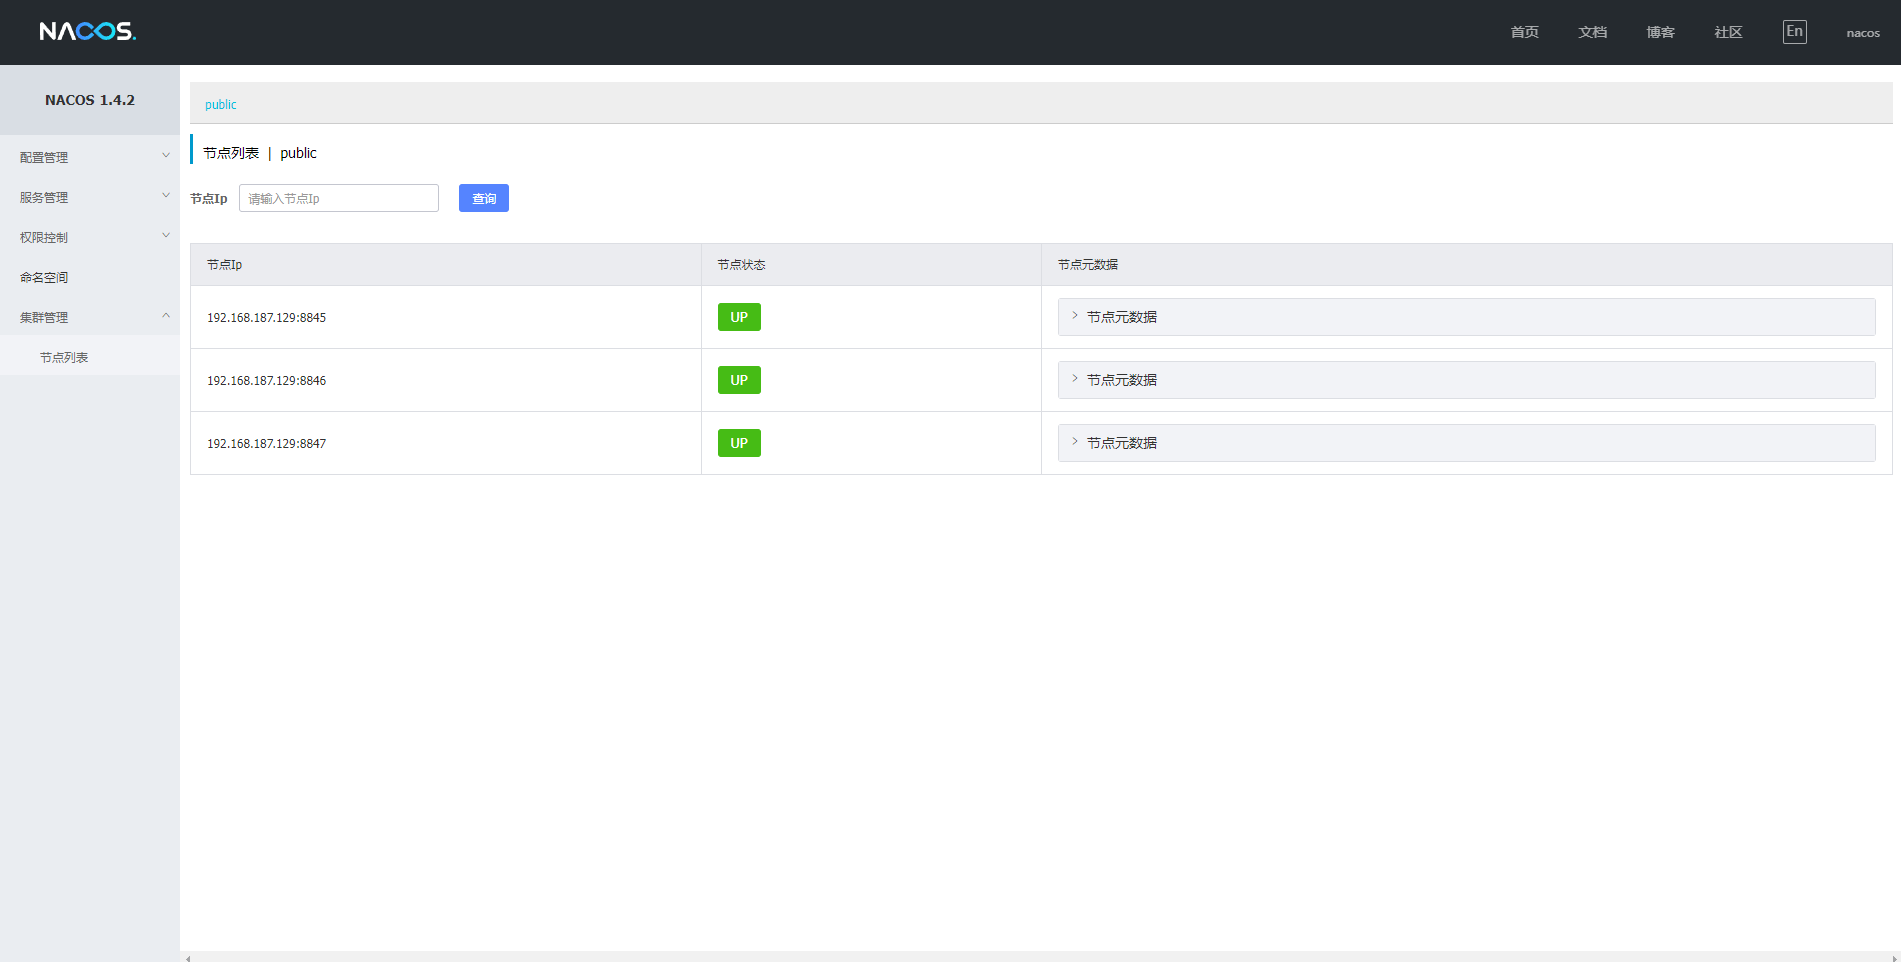 NACOS.
首页
文档
博客
社区
En
nacos
NACOS 1.4.2
配置管理
服务管理
权限控制
命名空间
集群管理
节点列表
public
节点列表 | public
节点Ip 请输入节点Ip 查询
节点Ip 节点状态 节点元数据
192.168.187.129:8845 UP 节点元数据
192.168.187.129:8846 UP 节点元数据
192.168.187.129:8847 UP 节点元数据